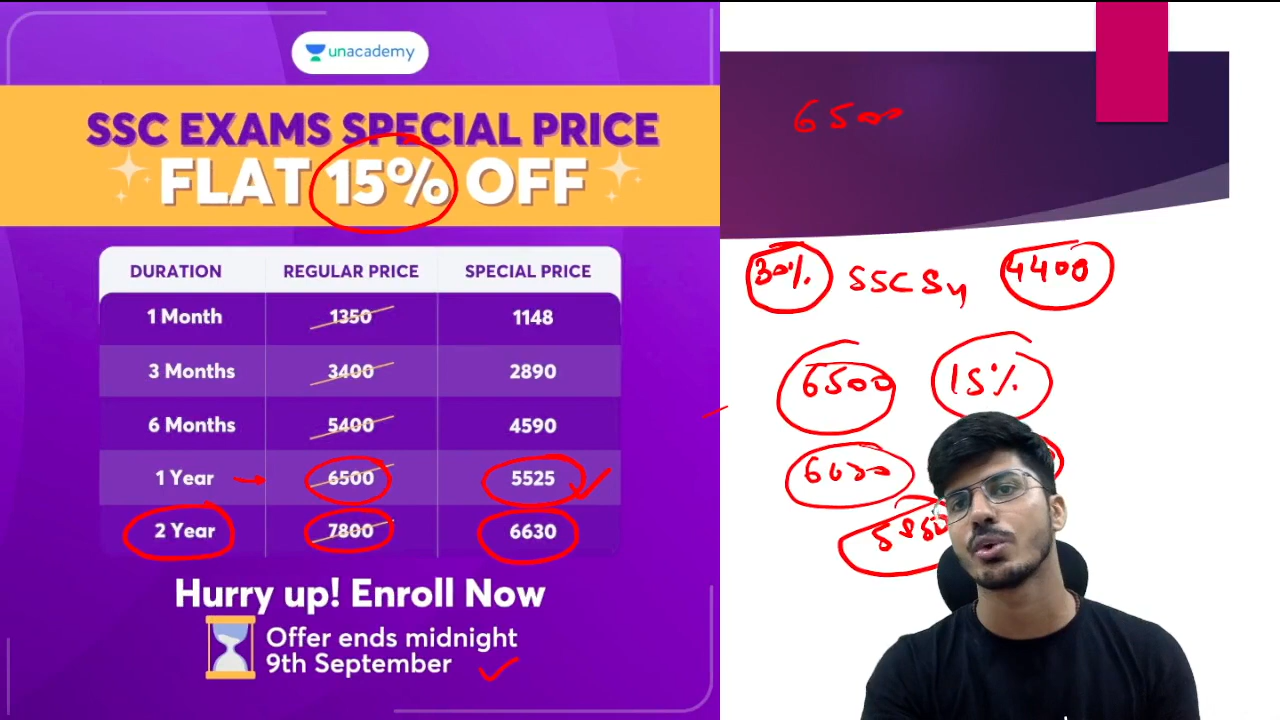 unacademy
SSC EXAMS SPECIAL PRICE
FLAT 15% OFF
DURATION REGULAR PRICE SPECIAL PRICE
1 Month 1350 1148
3 Months 3400 2890
6 Months 5400 4590
1 Year 6500 5525
2 Year 7800 6630
Hurry up! Enroll Now
Offer ends midnight
9th September
6500
30% SSC 4400
6500 15%